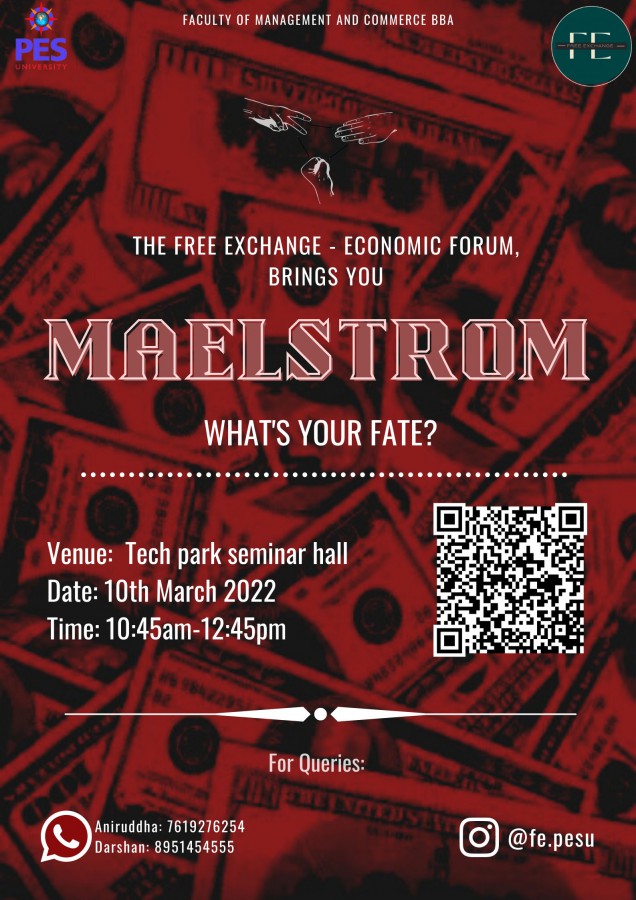 FACULTY OF MANAGEMENT AND COMMERCE BBA
PES
UNIVERSITY
FE
FREE EXCHANGE
THE FREE EXCHANGE - ECONOMIC FORUM,
BRINGS YOU
MAELSTROM
WHAT'S YOUR FATE?
Venue: Tech park seminar hall
Date: 10th March 2022
Time: 10:45am-12:45pm
For Queries:
Aniruddha: 7619276254
Darshan: 8951454555
@fe.pesu